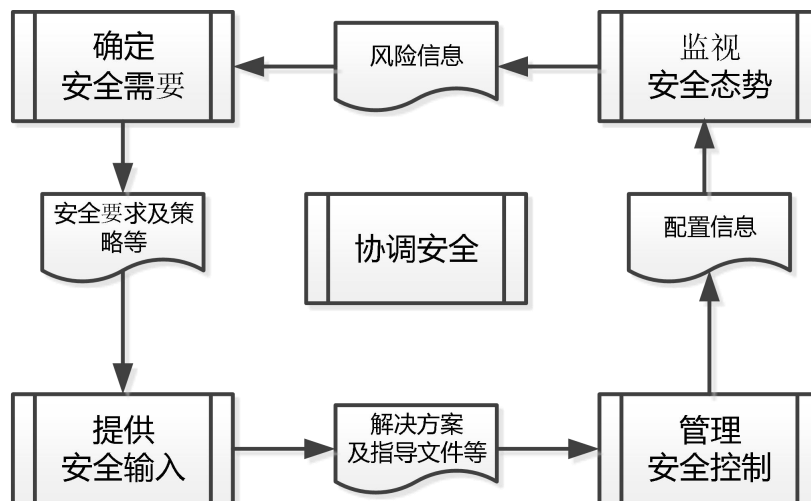 确定
安全需要
风险信息
监视
安全态势
安全要求及策
略等
协调安全
配置信息
提供
安全输入
解决方案
及指导文件等
管理
安全控制